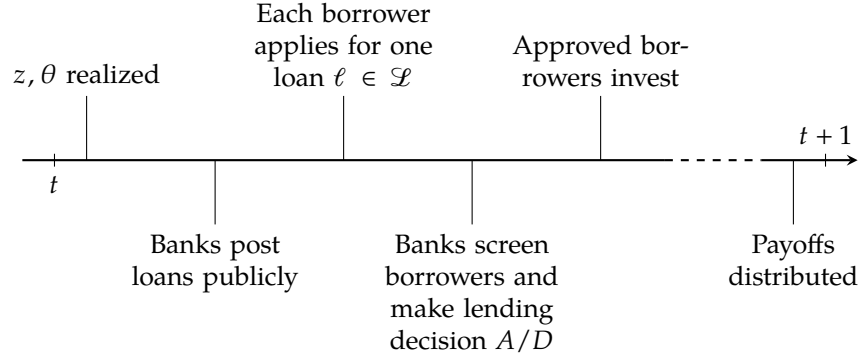 z, θ realized
Each borrower
applies for one
loan ℓ ∈ ℒ
Approved bor-
rowers invest
t
t + 1
Banks post
loans publicly
Banks screen
borrowers and
make lending
decision A/D
Payoffs
distributed